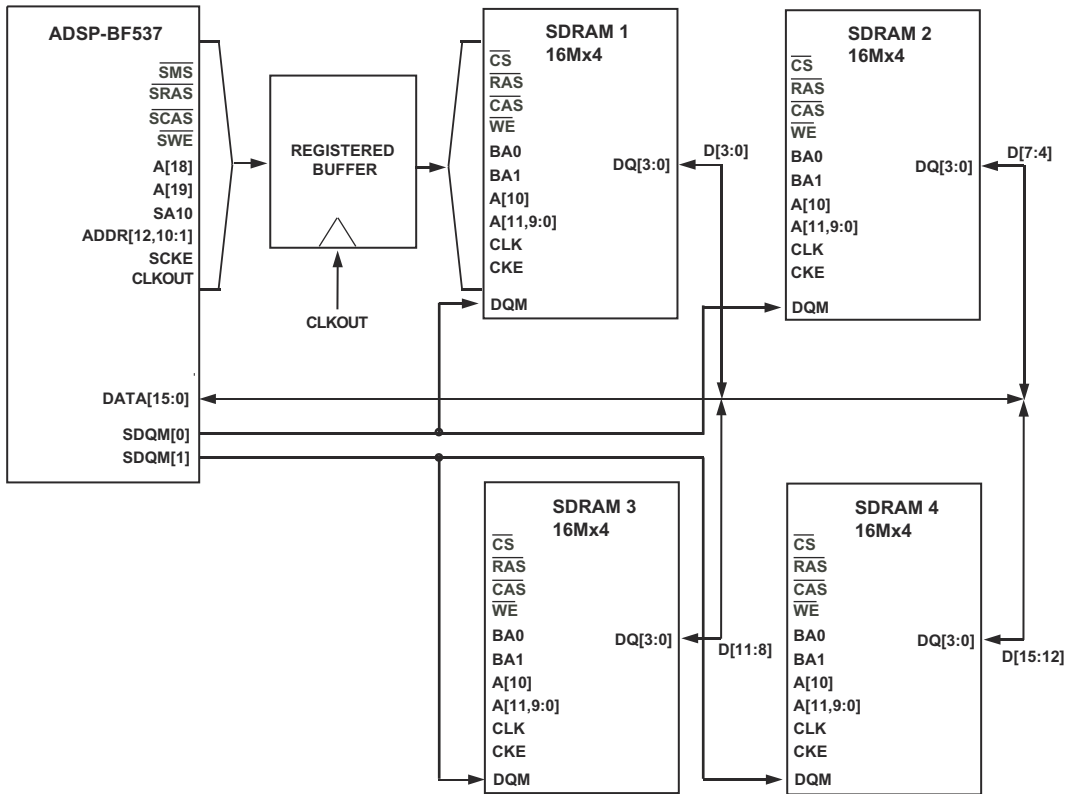 ADSP-BF537
SMS
SRAS
SCAS
SWE
A[18]
A[19]
SA10
ADDR[12,10:1]
SCKE
CLKOUT
DATA[15:0]
SDQM[0]
SDQM[1]
REGISTERED
BUFFER
CLKOUT
SDRAM 1
16Mx4
CS
RAS
CAS
WE
BA0
BA1
A[10]
A[11,9:0]
CLK
CKE
DQM
DQ[3:0]
D[3:0]
SDRAM 2
16Mx4
CS
RAS
CAS
WE
BA0
BA1
A[10]
A[11,9:0]
CLK
CKE
DQM
DQ[3:0]
D[7:4]
SDRAM 3
16Mx4
CS
RAS
CAS
WE
BA0
BA1
A[10]
A[11,9:0]
CLK
CKE
DQM
DQ[3:0]
D[11:8]
SDRAM 4
16Mx4
CS
RAS
CAS
WE
BA0
BA1
A[10]
A[11,9:0]
CLK
CKE
DQM
DQ[3:0]
D[15:12]